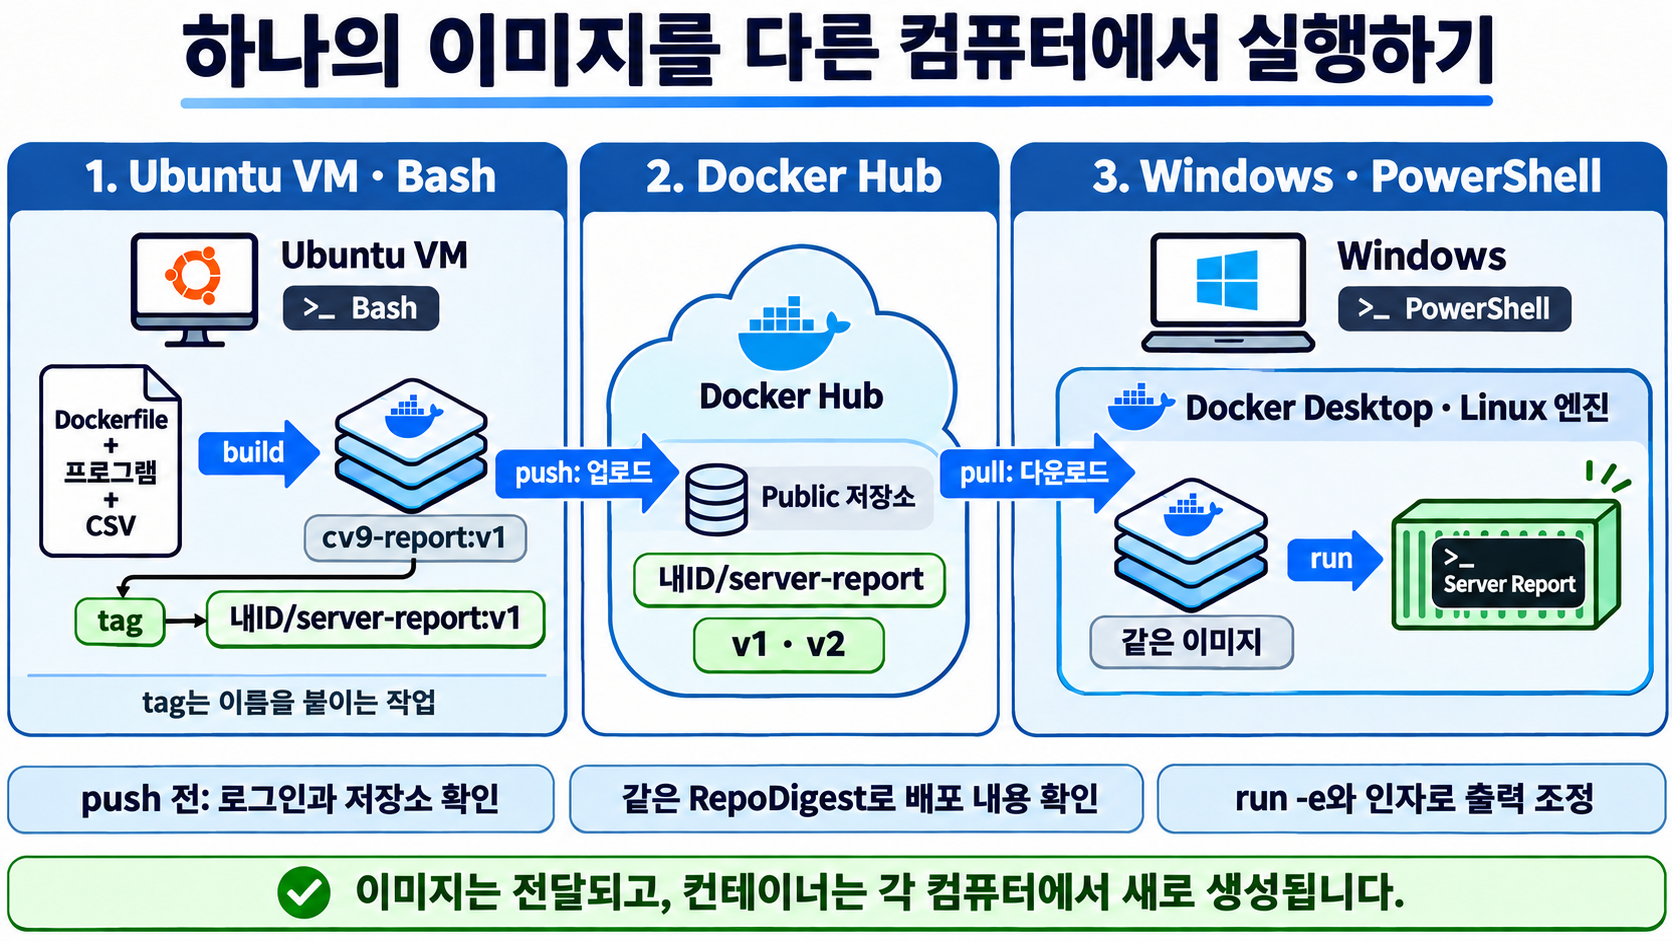 하나의 이미지를 다른 컴퓨터에서 실행하기
1. Ubuntu VM · Bash
Ubuntu VM
>_ Bash
Dockerfile
+
프로그램
+
CSV
build
cv9-report:v1
tag
내ID/server-report:v1
tag는 이름을 붙이는 작업
push: 업로드
2. Docker Hub
Docker Hub
Public 저장소
내ID/server-report
v1 · v2
pull: 다운로드
3. Windows · PowerShell
Windows
>_ PowerShell
Docker Desktop · Linux 엔진
같은 이미지
run
>_
Server Report
push 전: 로그인과 저장소 확인
같은 RepoDigest로 배포 내용 확인
run -e와 인자로 출력 조정
이미지는 전달되고, 컨테이너는 각 컴퓨터에서 새로 생성됩니다.